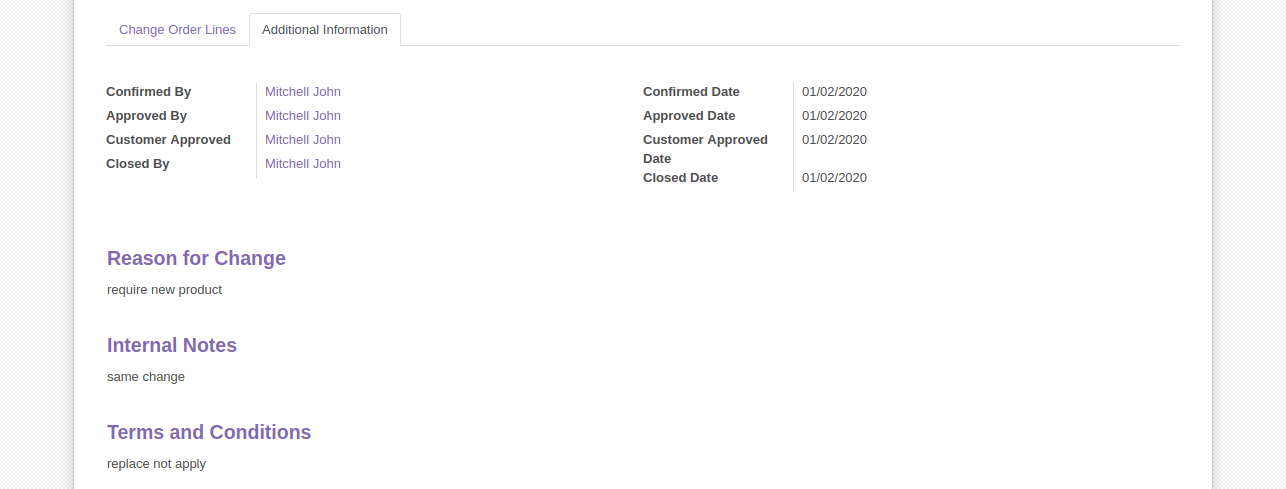 Change Order Lines Additional Information
Confirmed By Mitchell John Confirmed Date 01/02/2020
Approved By Mitchell John Approved Date 01/02/2020
Customer Approved Mitchell John Customer Approved 01/02/2020
Date
Closed By Mitchell John Closed Date 01/02/2020
Reason for Change
require new product
Internal Notes
same change
Terms and Conditions
replace not apply